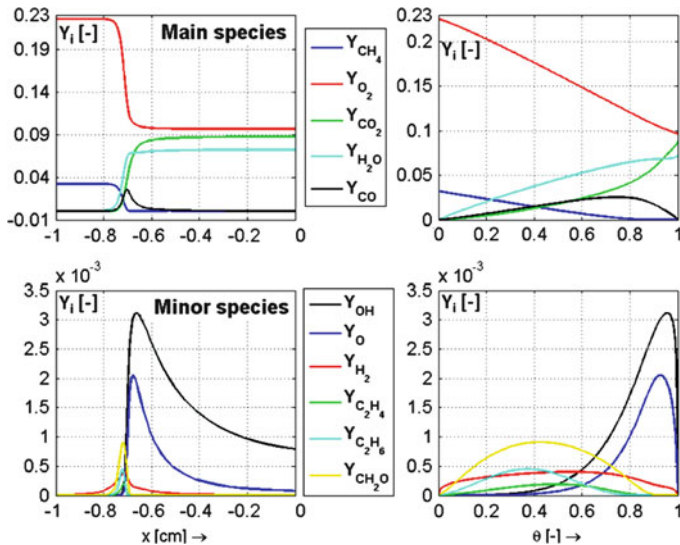 Y_i [-]
Main species
0.23
0.19
0.14
0.09
0.04
-0.01
-1 -0.8 -0.6 -0.4 -0.2 0
Y_CH4
Y_O2
Y_CO2
Y_H2O
Y_CO
Y_i [-]
0.23
0.2
0.15
0.1
0.05
0
0 0.2 0.4 0.6 0.8 1
x 10^-3
Y_i [-]
Minor species
3.5
3
2.5
2
1.5
1
0.5
0
-1 -0.8 -0.6 -0.4 -0.2 0
x [cm] →
Y_OH
Y_O
Y_H2
Y_C2H4
Y_C2H6
Y_CH2O
x 10^-3
Y_i [-]
3.5
3
2.5
2
1.5
1
0.5
0
0 0.2 0.4 0.6 0.8 1
θ [-] →